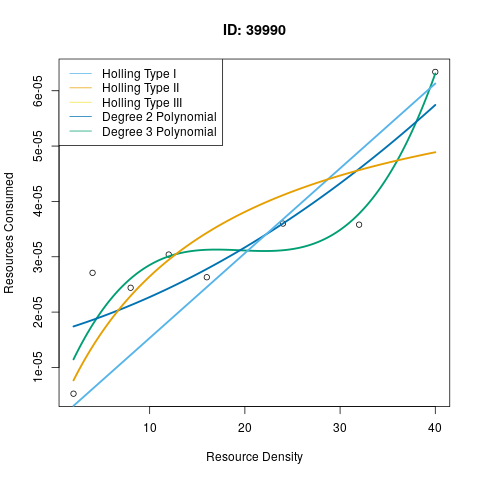 ID: 39990
Holling Type I
Holling Type II
Holling Type III
Degree 2 Polynomial
Degree 3 Polynomial
Resources Consumed
6e-05
5e-05
4e-05
3e-05
2e-05
1e-05
10 20 30 40
Resource Density